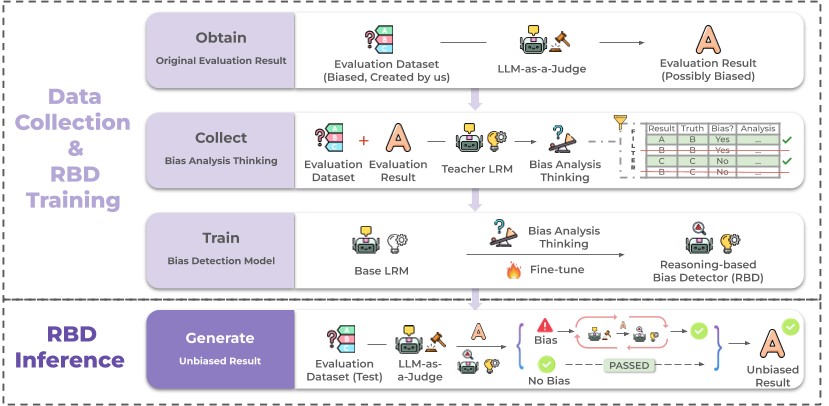 Data
Collection
&
RBD
Training
Obtain
Original Evaluation Result
A
B
C
Evaluation Dataset
(Biased, Created by us)
LLM-as-a-Judge
A
Evaluation Result
(Possibly Biased)
Collect
Bias Analysis Thinking
A
B
C
+
A
Evaluation
Dataset
Evaluation
Result
Teacher LRM
?
Bias Analysis
Thinking
FILTER
Result Truth Bias? Analysis
A B Yes ...
B B Yes ...
C C No ...
B C No ...
Train
Bias Detection Model
Base LRM
?
Bias Analysis
Thinking
Fine-tune
Reasoning-based
Bias Detector (RBD)
RBD
Inference
Generate
Unbiased Result
A
B
C
Evaluation
Dataset (Test)
LLM-as-
a-Judge
A
Bias
A
No Bias
PASSED
A
Unbiased
Result